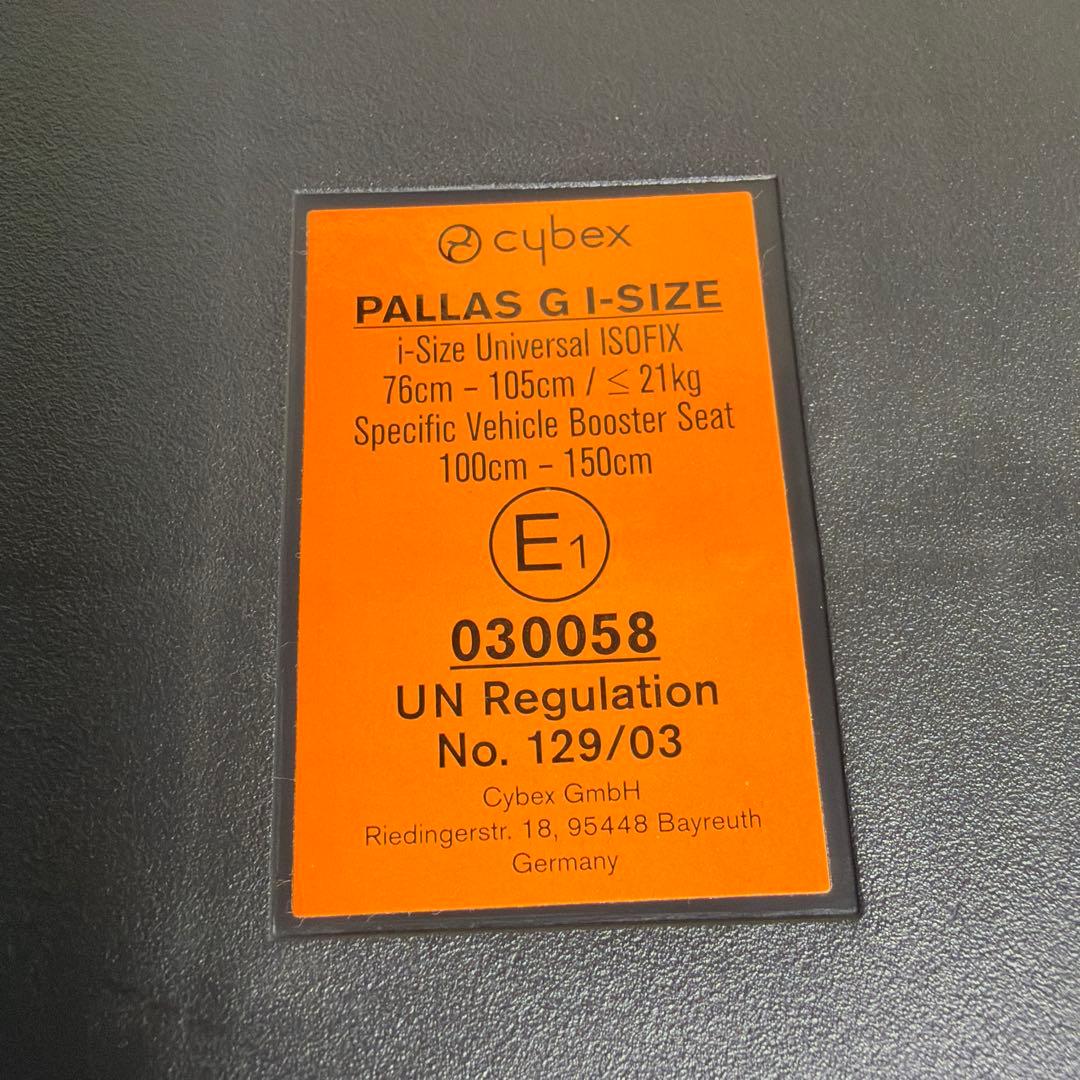 cybex
PALLAS G I-SIZE
i-Size Universal ISOFIX
76cm – 105cm / ≤ 21kg
Specific Vehicle Booster Seat
100cm – 150cm
E1
030058
UN Regulation
No. 129/03
Cybex GmbH
Riedingerstr. 18, 95448 Bayreuth
Germany